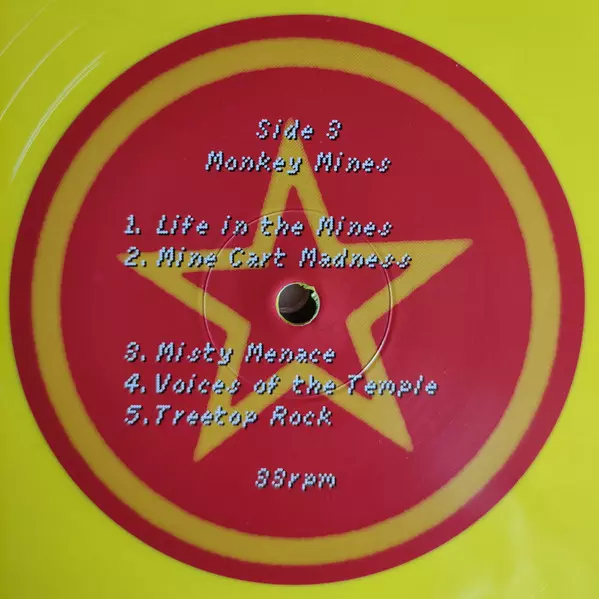 Side 3
Monkey Mines
1. Life in the Mines
2. Mine Cart Madness
3. Misty Menace
4. Voices of the Temple
5. Treetop Rock
33rpm